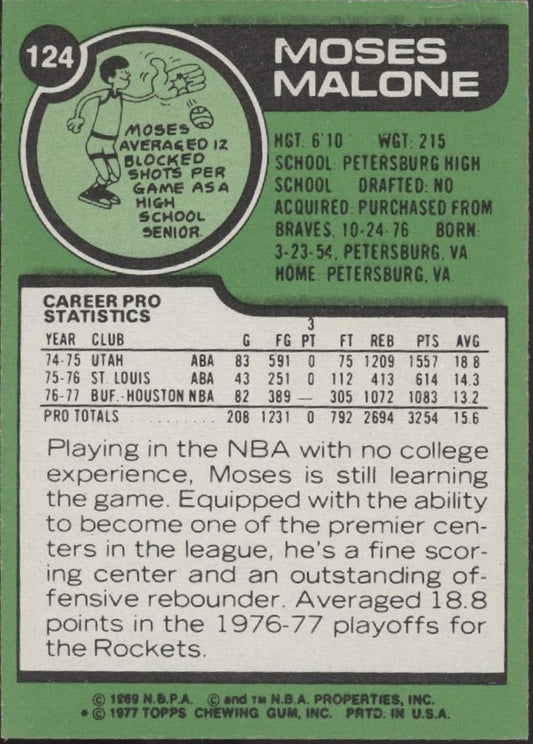 124
MOSES
MALONE
MOSES
AVERAGED 12
BLOCKED
SHOTS PER
GAME AS A
HIGH
SCHOOL
SENIOR.
HGT: 6'10 WGT: 215
SCHOOL: PETERSBURG HIGH
SCHOOL DRAFTED: NO
ACQUIRED: PURCHASED FROM
BRAVES, 10-24-76 BORN:
3-23-54, PETERSBURG, VA
HOME: PETERSBURG, VA
CAREER PRO
STATISTICS
YEAR CLUB G FG 3 PT FT REB PTS AVG
74-75 UTAH ABA 83 591 0 75 1209 1557 18.8
75-76 ST. LOUIS ABA 43 251 0 112 413 614 14.3
76-77 BUF.-HOUSTON NBA 82 389 — 305 1072 1083 13.2
PRO TOTALS .......... 208 1231 0 792 2694 3254 15.6
Playing in the NBA with no college
experience, Moses is still learning
the game. Equipped with the ability
to become one of the premier cen-
ters in the league, he's a fine scor-
ing center and an outstanding of-
fensive rebounder. Averaged 18.8
points in the 1976-77 playoffs for
the Rockets.
© 1969 N.B.P.A. © and TM N.B.A. PROPERTIES, INC.
* © 1977 TOPPS CHEWING GUM, INC. PRTD. IN U.S.A.